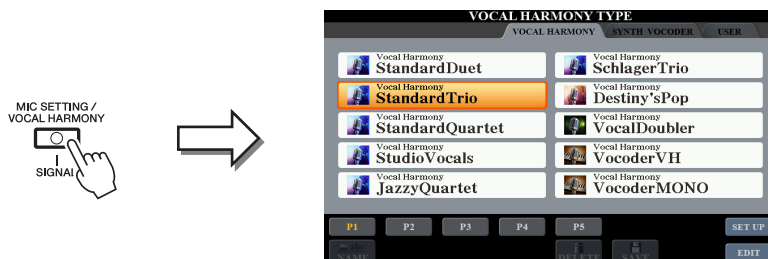 MIC SETTING /
VOCAL HARMONY
SIGNAL
VOCAL HARMONY TYPE
VOCAL HARMONY SYNTH VOCODER USER
Vocal Harmony
StandardDuet
Vocal Harmony
SchlagerTrio
Vocal Harmony
StandardTrio
Vocal Harmony
Destiny'sPop
Vocal Harmony
StandardQuartet
Vocal Harmony
VocalDoubler
Vocal Harmony
StudioVocals
Vocal Harmony
VocoderVH
Vocal Harmony
JazzyQuartet
Vocal Harmony
VocoderMONO
P1 P2 P3 P4 P5 SET UP
NAME DELETE SAVE EDIT